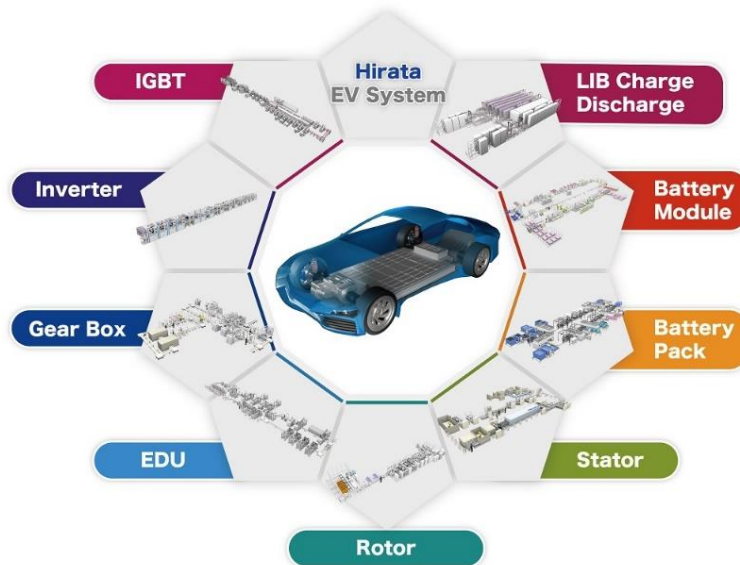 Hirata
EV System
IGBT
LIB Charge
Discharge
Inverter
Battery
Module
Gear Box
Battery
Pack
EDU
Stator
Rotor